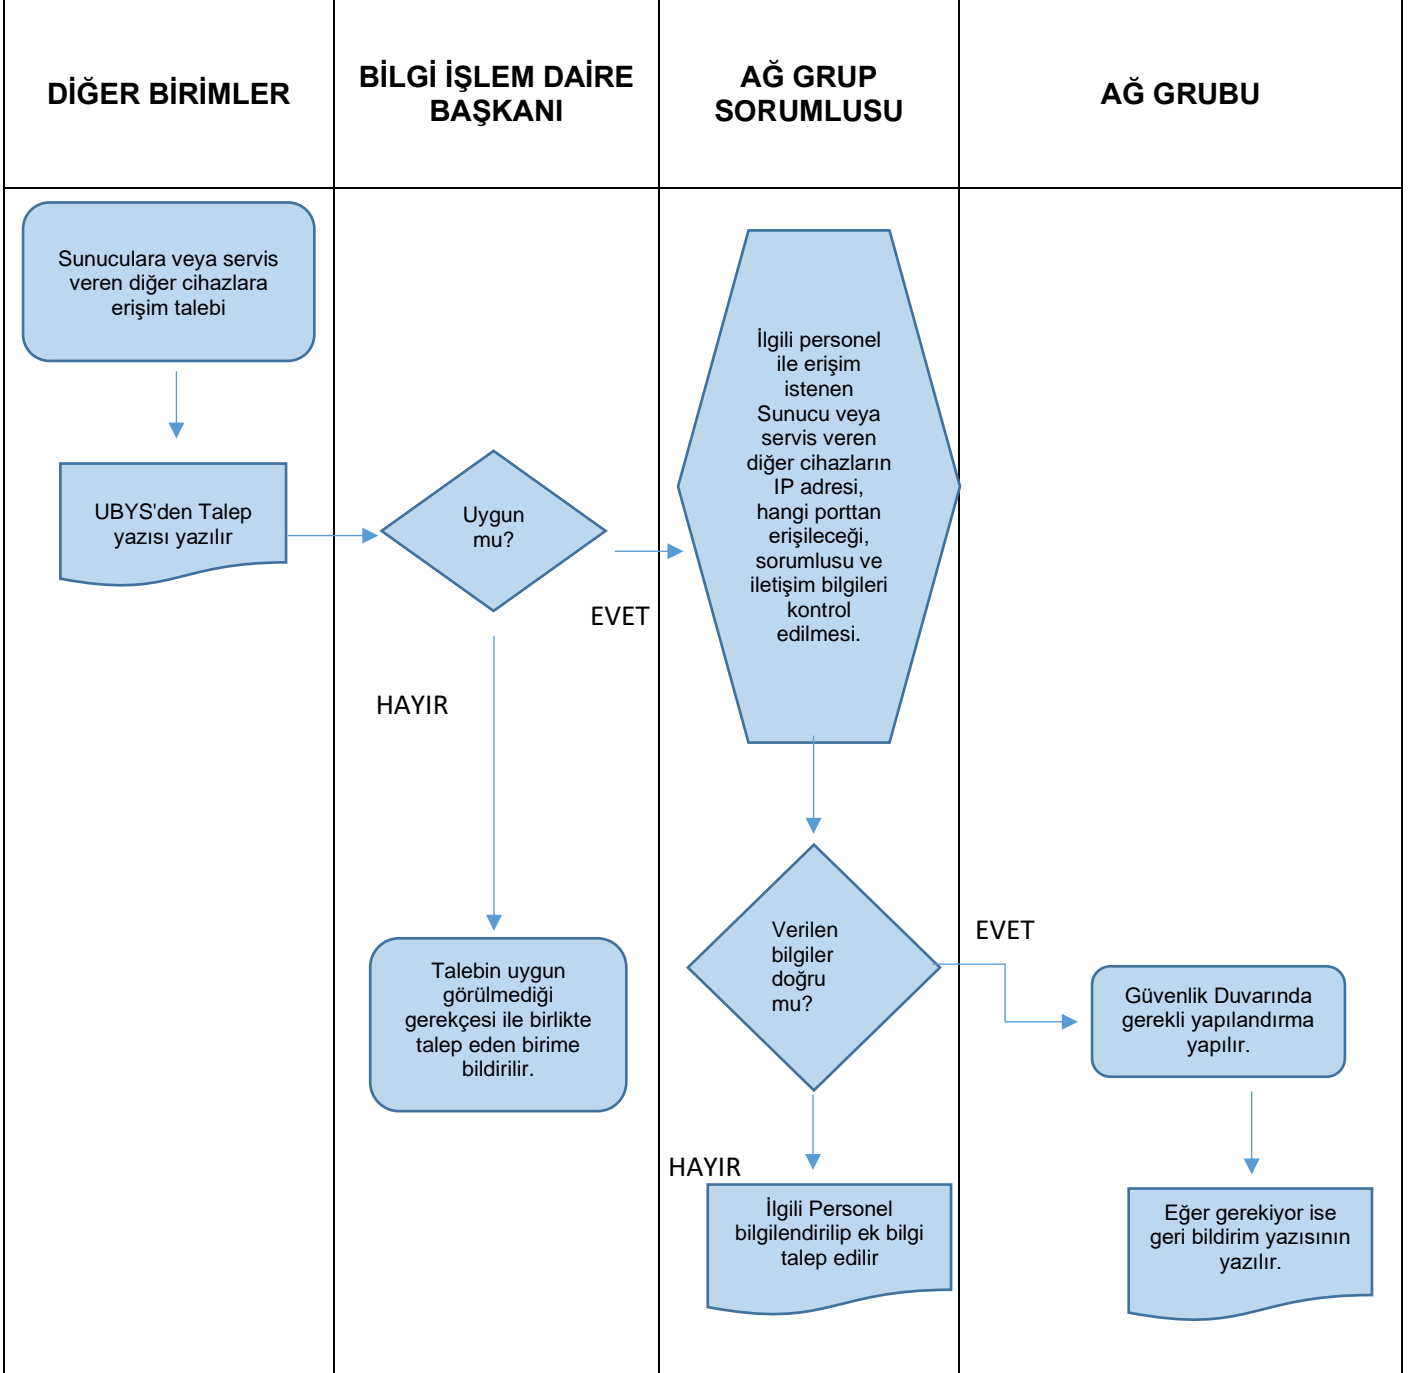 DİĞER BİRİMLER
BİLGİ İŞLEM DAİRE
BAŞKANI
AĞ GRUP
SORUMLUSU
AĞ GRUBU
Sunuculara veya servis
veren diğer cihazlara
erişim talebi
UBYS'den Talep
yazısı yazılır
Uygun
mu?
EVET
HAYIR
Talebin uygun
görülmediği
gerekçesi ile birlikte
talep eden birime
bildirilir.
İlgili personel
ile erişim
istenen
Sunucu veya
servis veren
diğer cihazların
IP adresi,
hangi porttan
erişileceği,
sorumlusu ve
iletişim bilgileri
kontrol
edilmesi.
Verilen
bilgiler
doğru
mu?
EVET
HAYIR
İlgili Personel
bilgilendirilip ek bilgi
talep edilir
Güvenlik Duvarında
gerekli yapılandırma
yapılır.
Eğer gerekiyor ise
geri bildirim yazısının
yazılır.